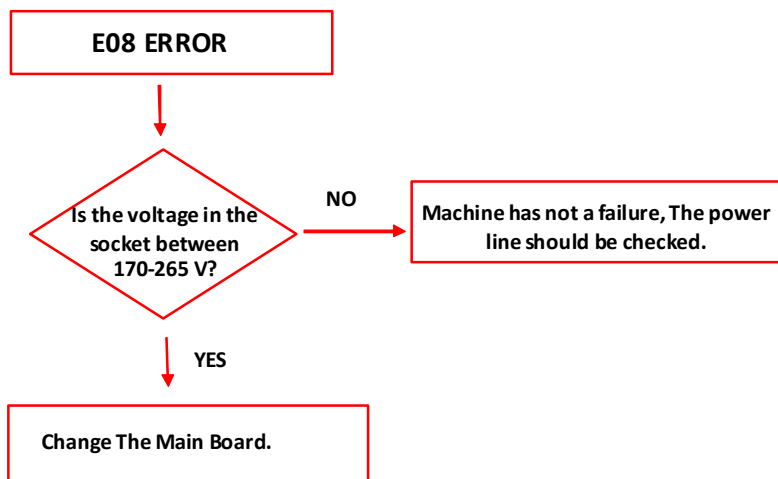 E08 ERROR
Is the voltage in the
socket between
170-265 V?
NO
Machine has not a failure, The power
line should be checked.
YES
Change The Main Board.